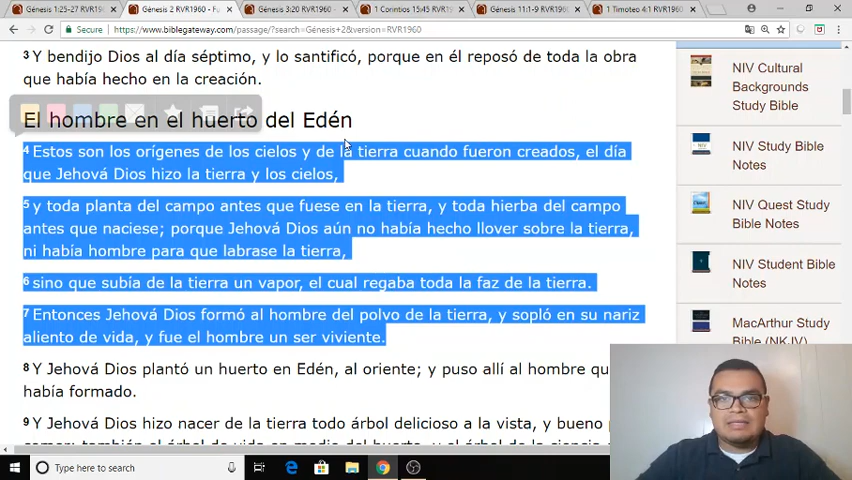 Génesis 1:25-27 RVR1960
Génesis 2 RVR1960 - Fu
Génesis 3:20 RVR1960 -
1 Corintios 15:45 RVR1
Génesis 11:1-9 RVR196
1 Timoteo 4:1 RVR1960
https://www.biblegateway.com/passage/?search=Génesis+2&version=RVR1960
3 Y bendijo Dios al día séptimo, y lo santificó, porque en él reposó de toda la obra
que había hecho en la creación.
El hombre en el huerto del Edén
4 Estos son los orígenes de los cielos y de la tierra cuando fueron creados, el día
que Jehová Dios hizo la tierra y los cielos,
5 y toda planta del campo antes que fuese en la tierra, y toda hierba del campo
antes que naciese; porque Jehová Dios aún no había hecho llover sobre la tierra,
ni había hombre para que labrase la tierra,
6 sino que subía de la tierra un vapor, el cual regaba toda la faz de la tierra.
7 Entonces Jehová Dios formó al hombre del polvo de la tierra, y sopló en su nariz
aliento de vida, y fue el hombre un ser viviente.
8 Y Jehová Dios plantó un huerto en Edén, al oriente; y puso allí al hombre qu
había formado.
9 Y Jehová Dios hizo nacer de la tierra todo árbol delicioso a la vista, y bueno p
NIV Cultural
Backgrounds
Study Bible
NIV Study Bible
Notes
NIV Quest Study
Bible Notes
NIV Student Bible
Notes
MacArthur Study
Bible (NKJV)
Type here to search